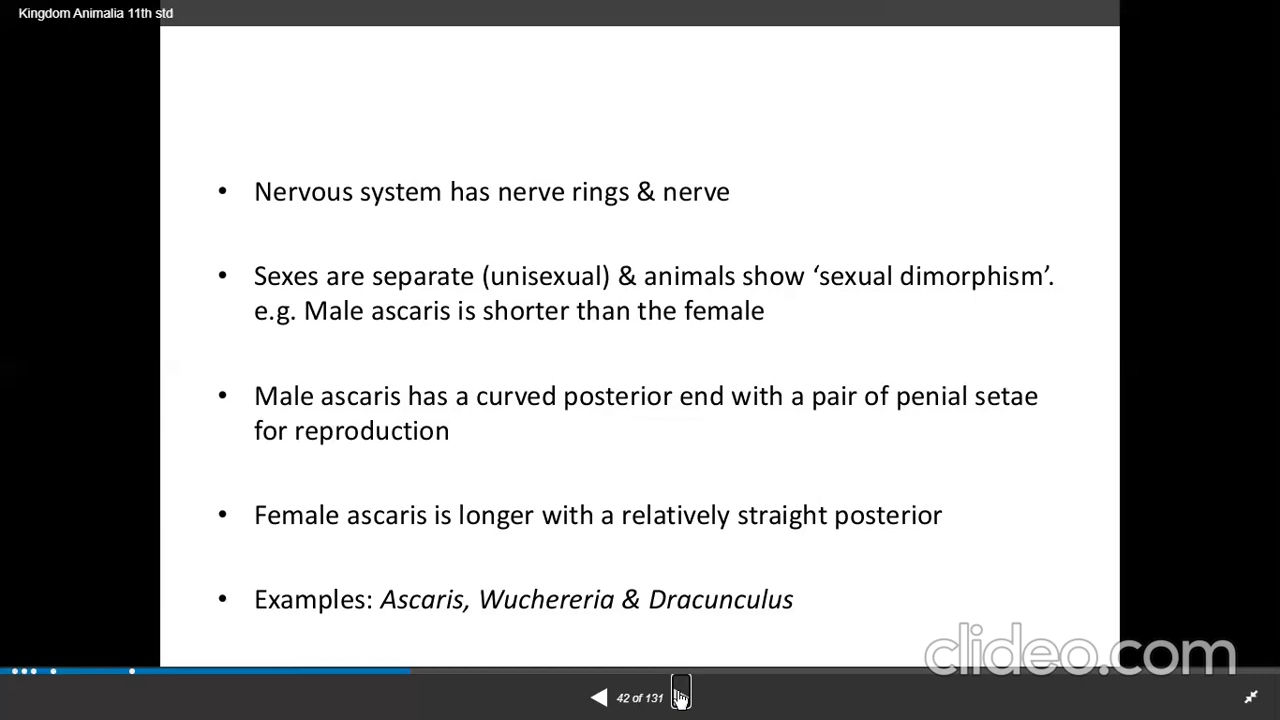 Kingdom Animalia 11th std
• Nervous system has nerve rings & nerve
• Sexes are separate (unisexual) & animals show ‘sexual dimorphism’.
e.g. Male ascaris is shorter than the female
• Male ascaris has a curved posterior end with a pair of penial setae
for reproduction
• Female ascaris is longer with a relatively straight posterior
• Examples: Ascaris, Wuchereria & Dracunculus
clideo.com
42 of 131